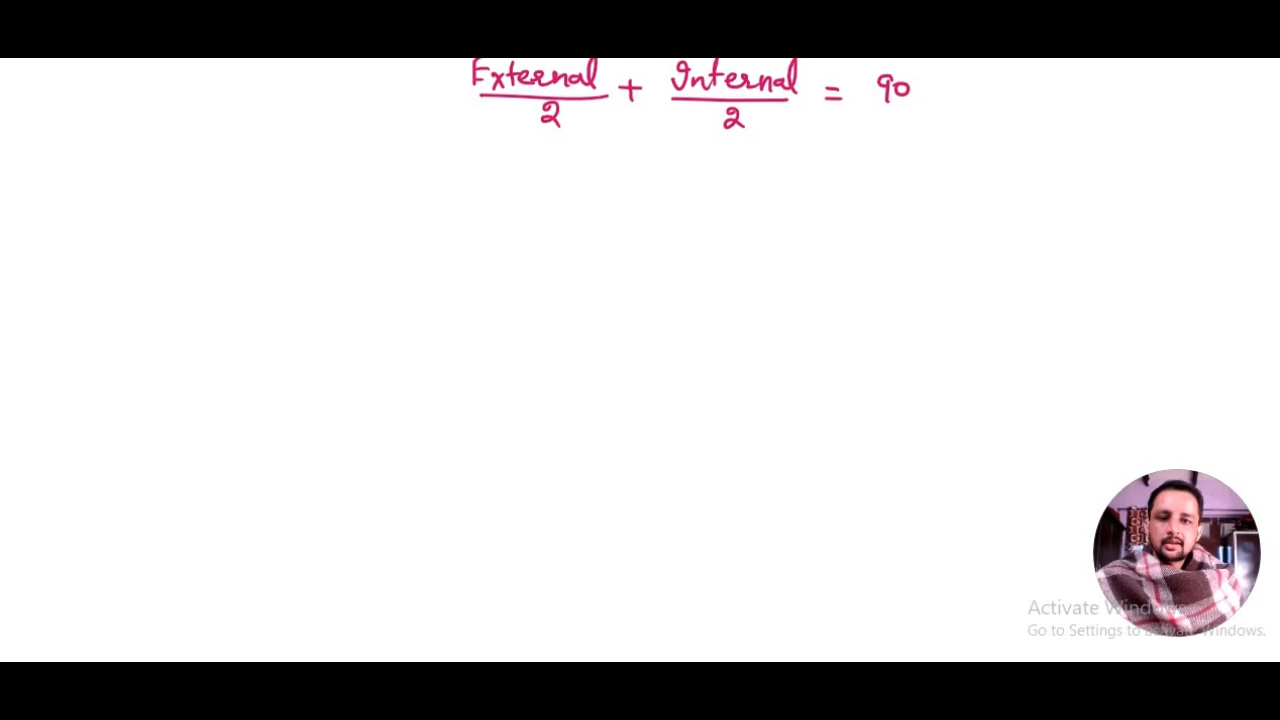 External/2 + Internal/2 = 90
Activate Windows
Go to Settings to activate Windows.